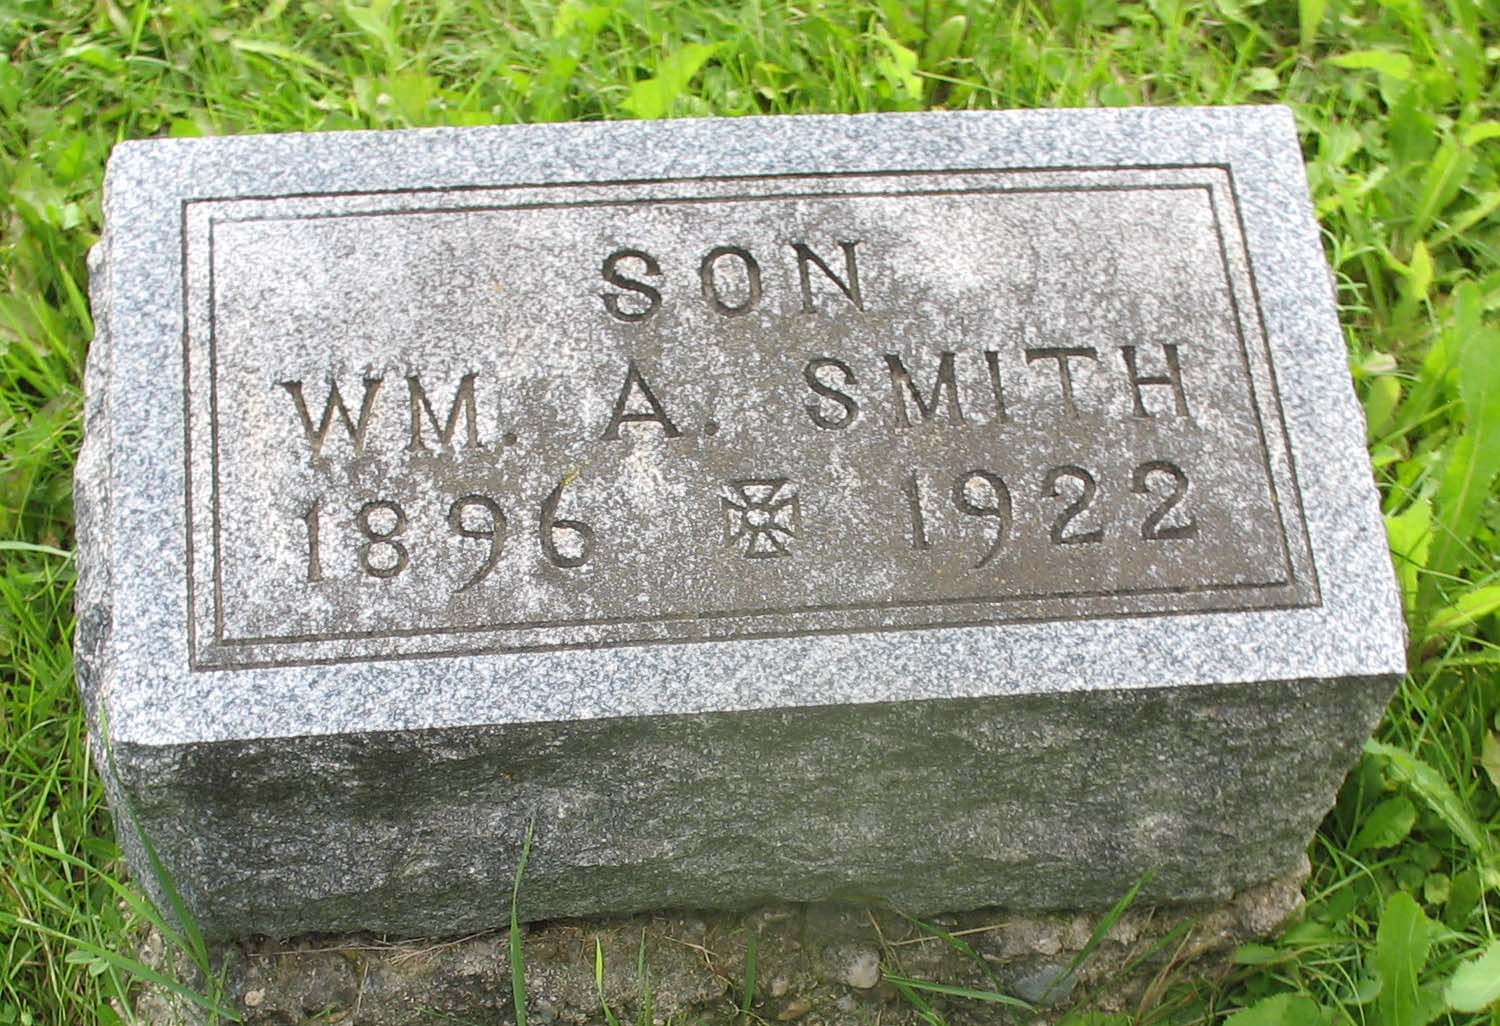 SON
WM. A. SMITH
1896 1922